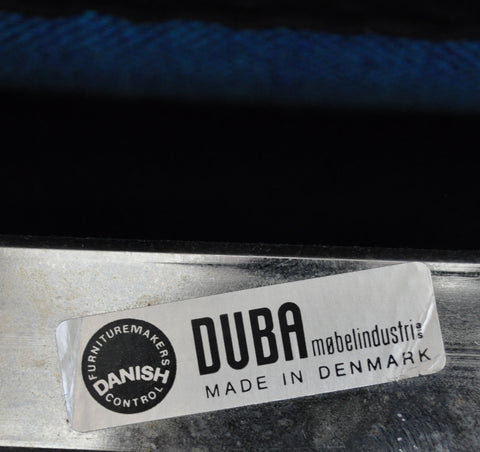 FURNITUREMAKERS
DANISH
CONTROL
DUBA møbelindustri a/s
MADE IN DENMARK